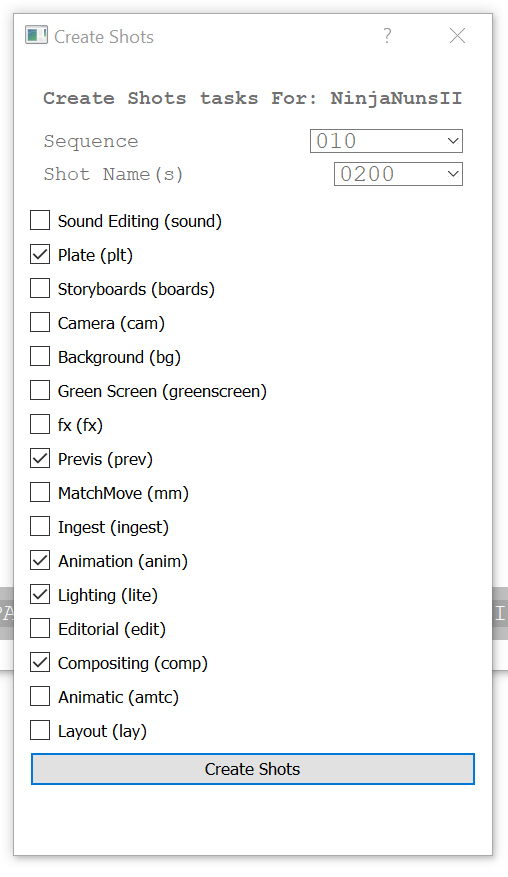 Create Shots ?
Create Shots tasks For: NinjaNunsII
Sequence 010
Shot Name(s) 0200
Sound Editing (sound)
Plate (plt)
Storyboards (boards)
Camera (cam)
Background (bg)
Green Screen (greenscreen)
fx (fx)
Previs (prev)
MatchMove (mm)
Ingest (ingest)
Animation (anim)
Lighting (lite)
Editorial (edit)
Compositing (comp)
Animatic (amtc)
Layout (lay)
Create Shots